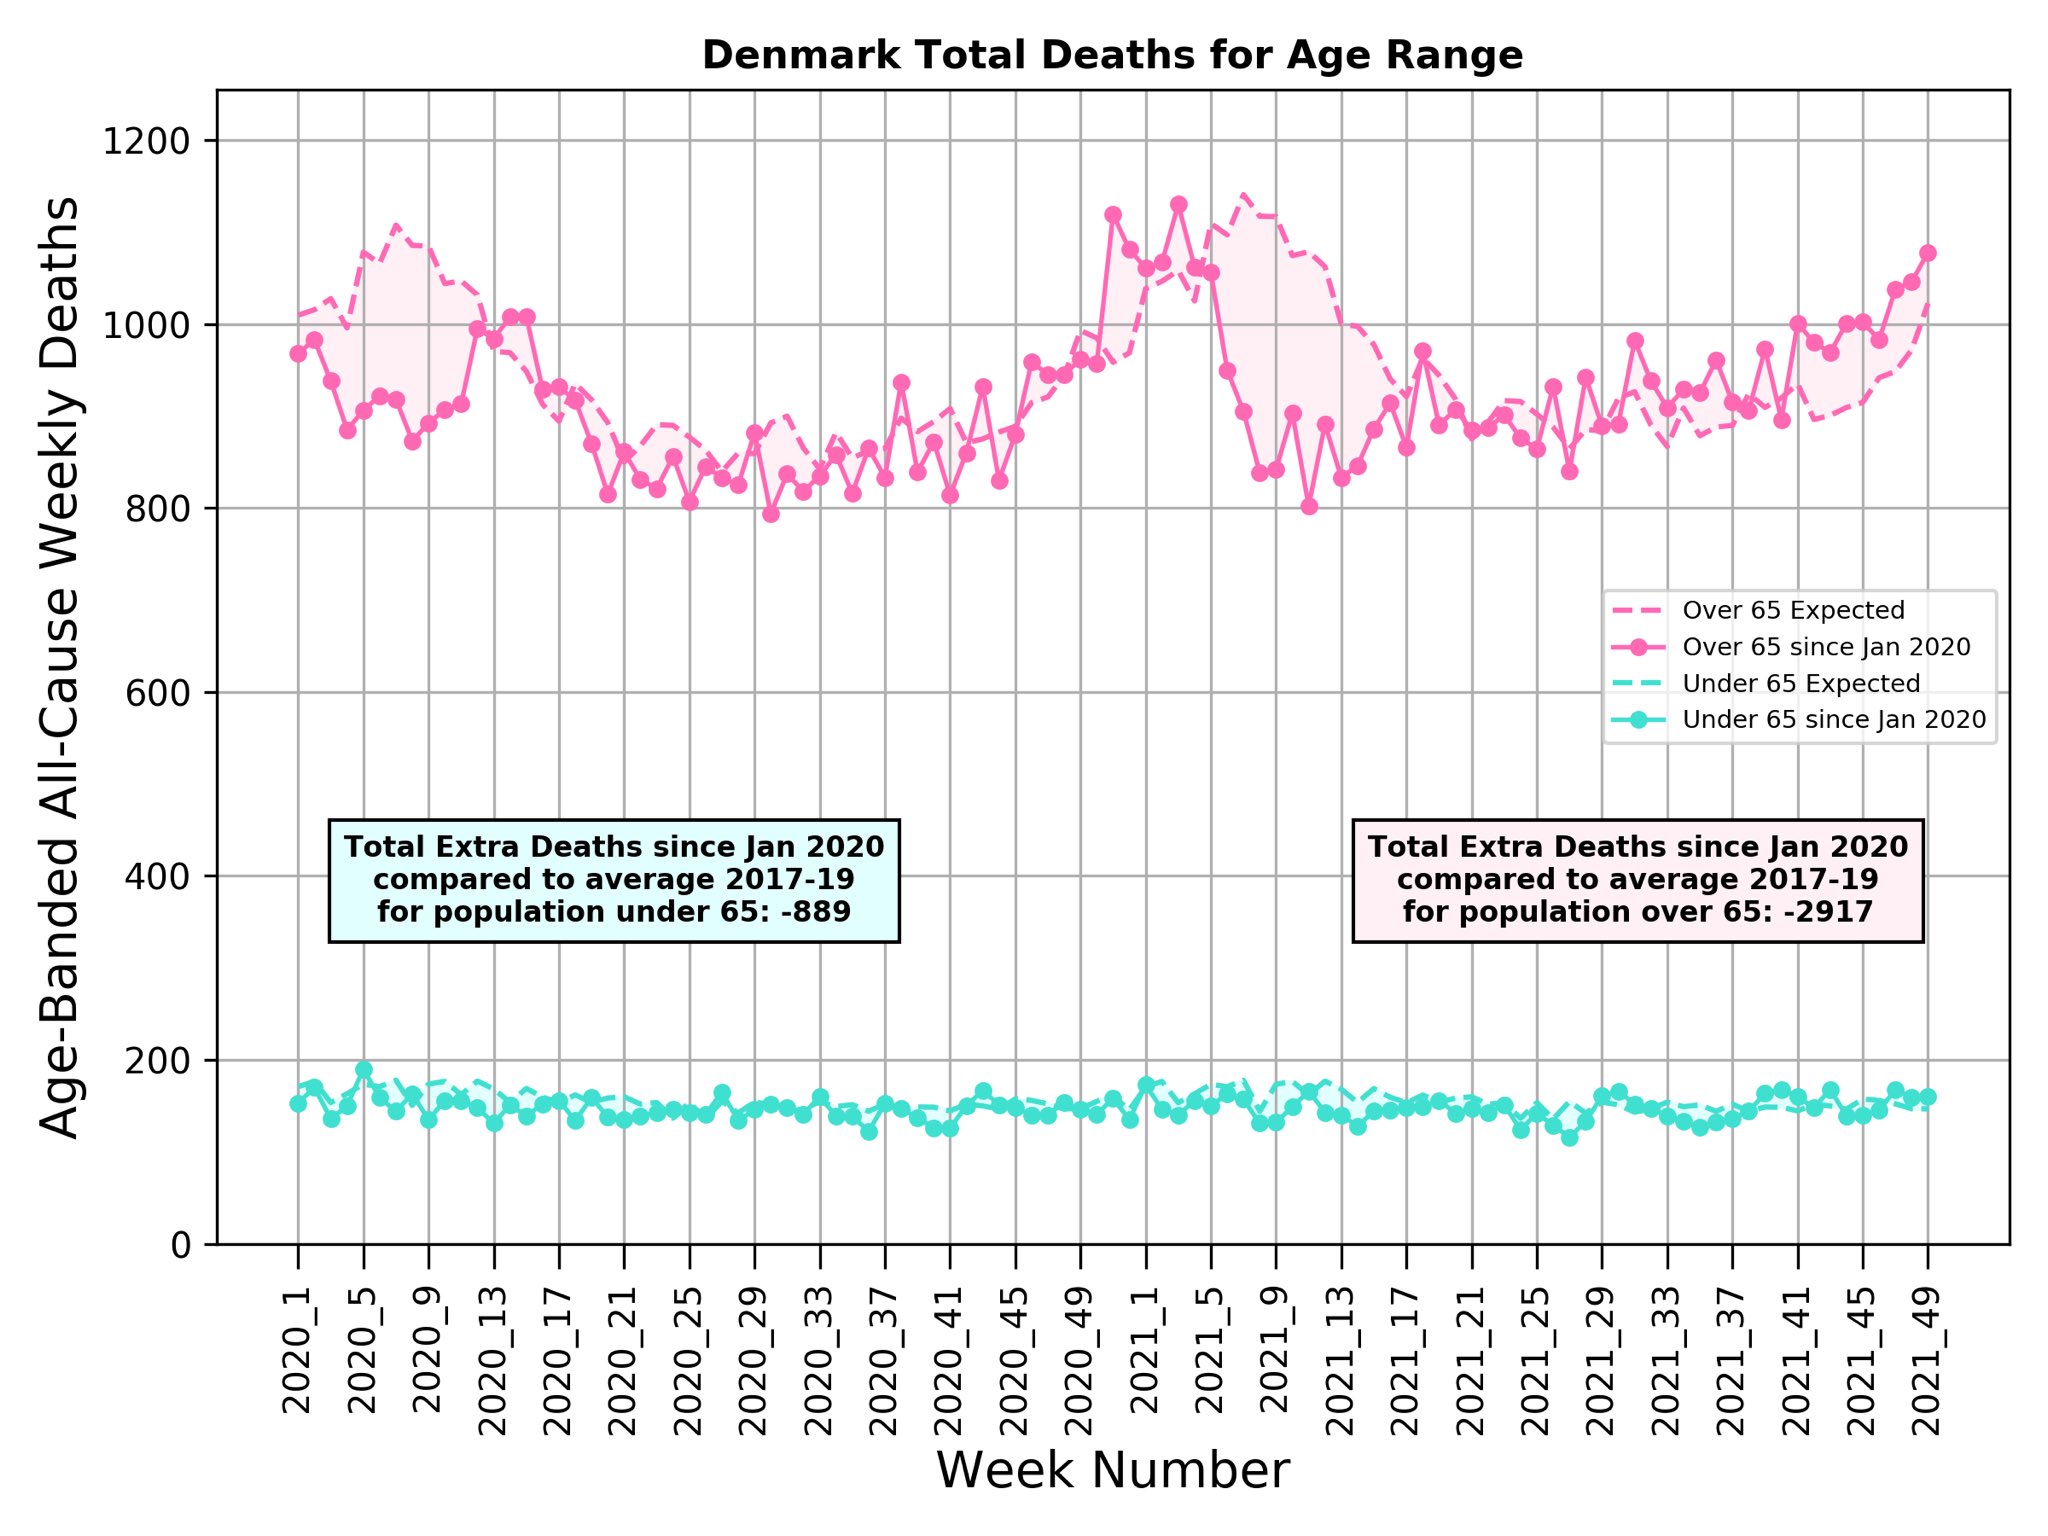 Denmark Total Deaths for Age Range
Age-Banded All-Cause Weekly Deaths
1200
1000
800
600
400
200
0
Over 65 Expected
Over 65 since Jan 2020
Under 65 Expected
Under 65 since Jan 2020
Total Extra Deaths since Jan 2020
compared to average 2017-19
for population under 65: -889
Total Extra Deaths since Jan 2020
compared to average 2017-19
for population over 65: -2917
2020_1
2020_5
2020_9
2020_13
2020_17
2020_21
2020_25
2020_29
2020_33
2020_37
2020_41
2020_45
2020_49
2021_1
2021_5
2021_9
2021_13
2021_17
2021_21
2021_25
2021_29
2021_33
2021_37
2021_41
2021_45
2021_49
Week Number